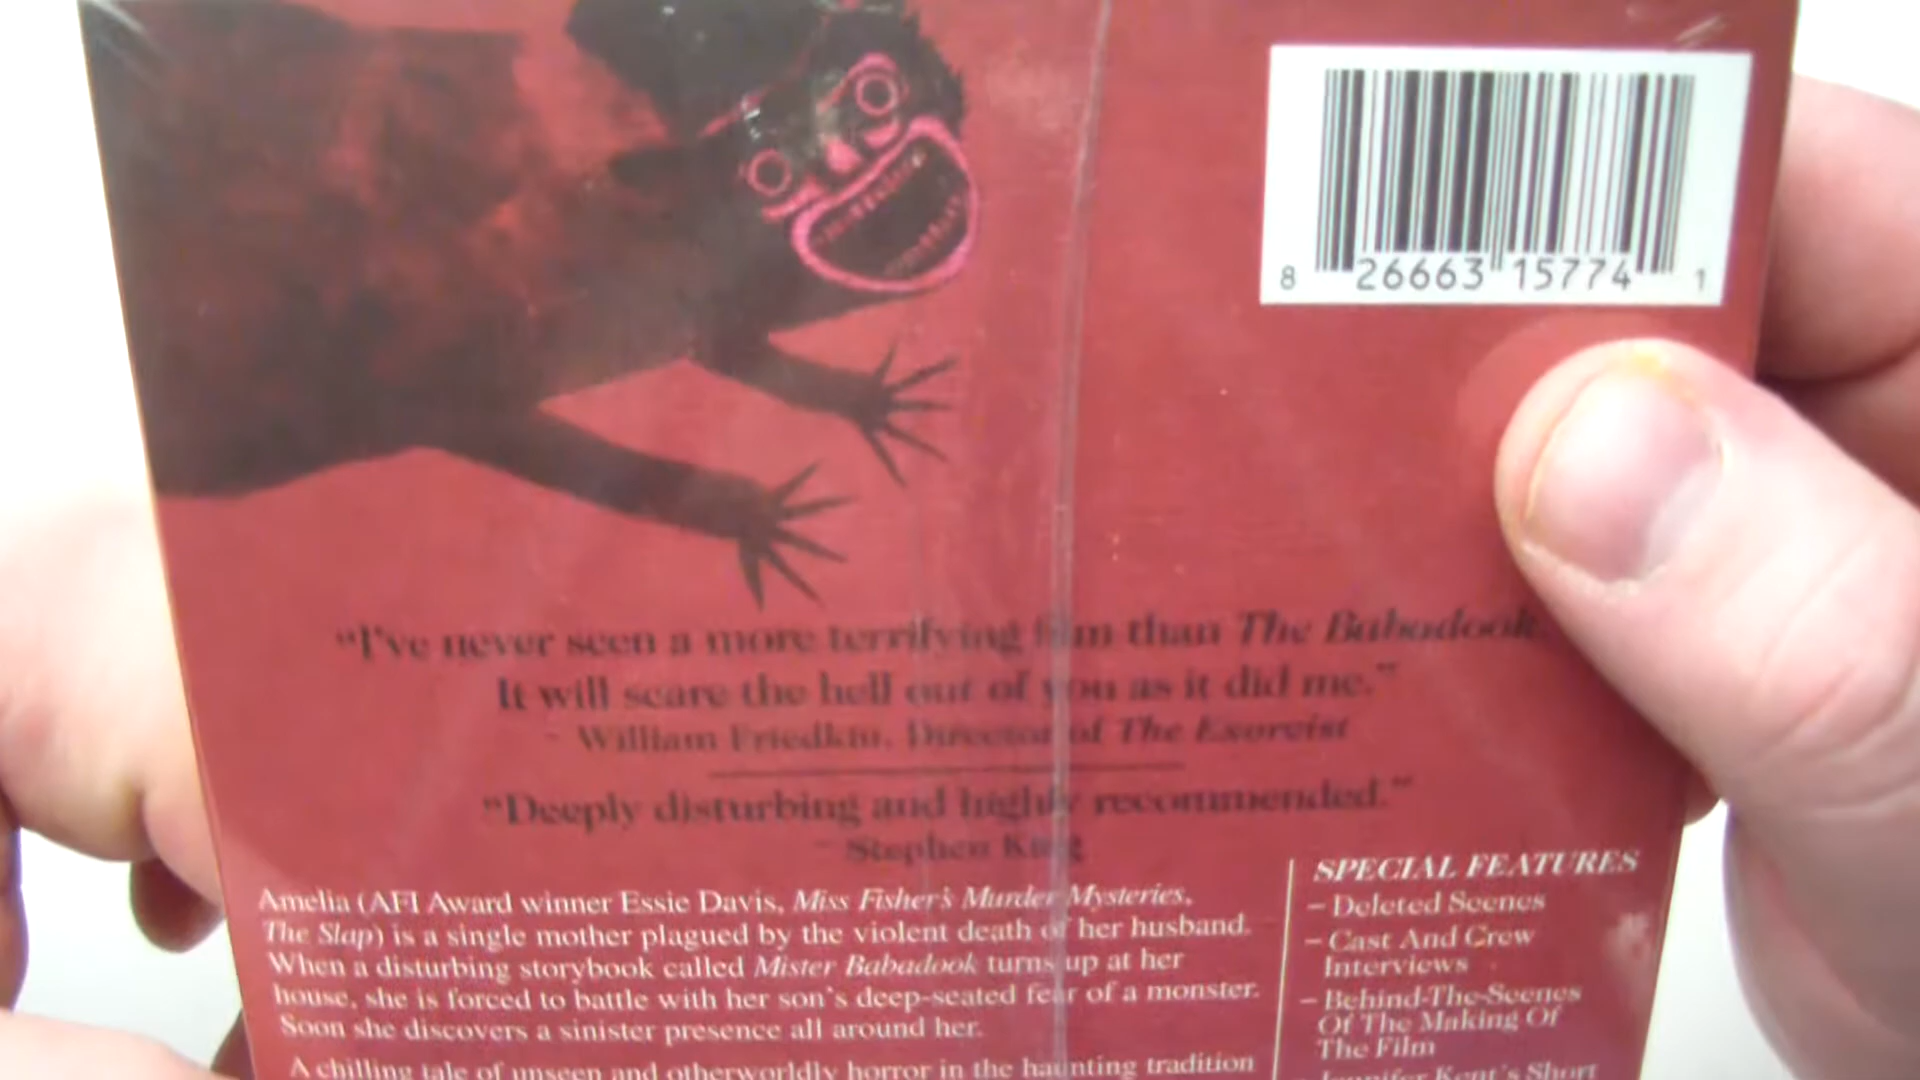 8 26663 15774 1
"I've never seen a more terrifying film than The Babadook.
It will scare the hell out of you as it did me."
- William Friedkin, Director of The Exorcist
"Deeply disturbing and highly recommended."
- Stephen King
Amelia (AFI Award winner Essie Davis, Miss Fisher's Murder Mysteries,
The Slap) is a single mother plagued by the violent death of her husband.
When a disturbing storybook called Mister Babadook turns up at her
house, she is forced to battle with her son's deep-seated fear of a monster.
Soon she discovers a sinister presence all around her.
A chilling tale of unseen and otherworldly horror in the haunting tradition
SPECIAL FEATURES
– Deleted Scenes
– Cast And Crew
Interviews
– Behind-The-Scenes
Of The Making Of
The Film
Jennifer Kent's Short